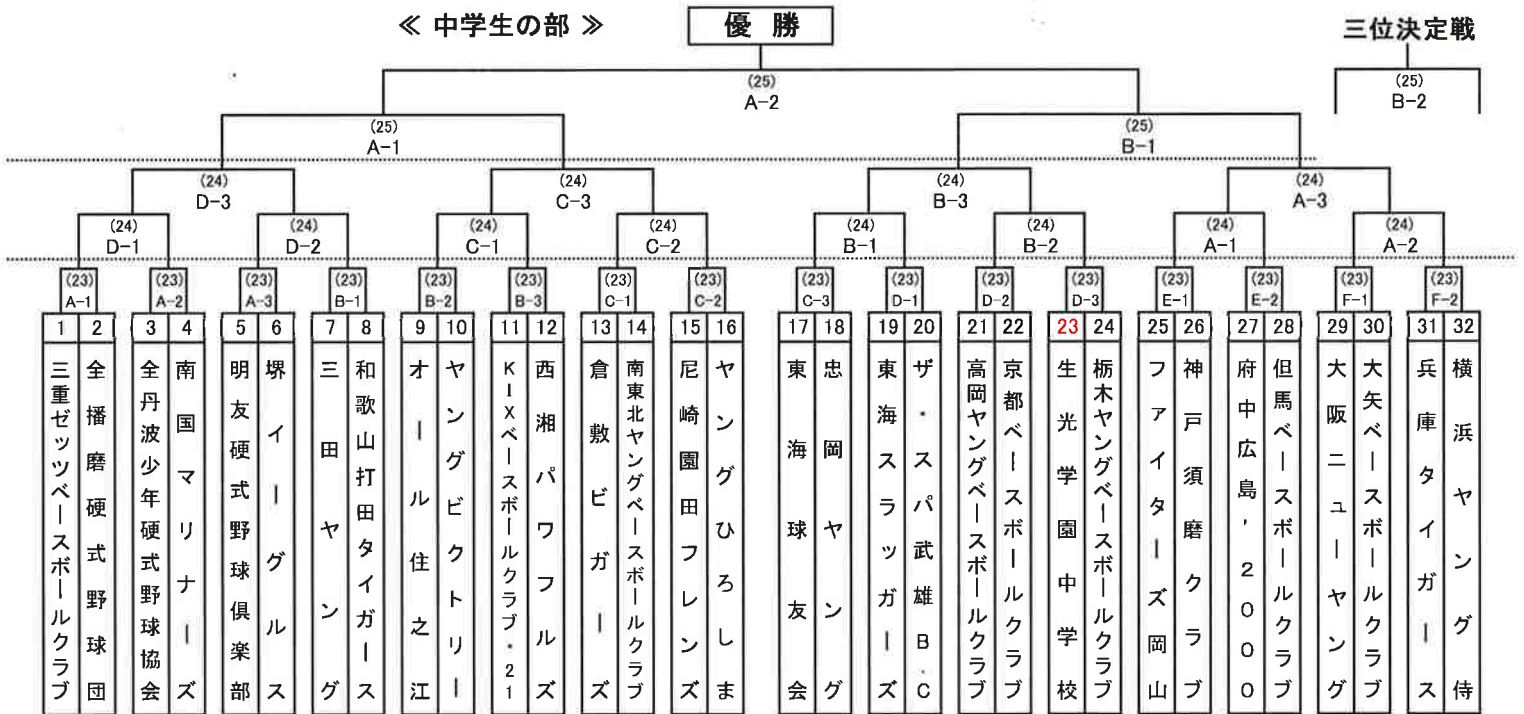 ≪ 中学生の部 ≫
優 勝
三位決定戦
(25)
A-2
(25)
B-2
(25)
A-1
(25)
B-1
(24)
D-3
(24)
C-3
(24)
B-3
(24)
A-3
(24)
D-1
(24)
D-2
(24)
C-1
(24)
C-2
(24)
B-1
(24)
B-2
(24)
A-1
(24)
A-2
(23)
A-1
(23)
A-2
(23)
A-3
(23)
B-1
(23)
B-2
(23)
B-3
(23)
C-1
(23)
C-2
(23)
C-3
(23)
D-1
(23)
D-2
(23)
D-3
(23)
E-1
(23)
E-2
(23)
F-1
(23)
F-2
1 三重ゼッツベースボールクラブ
2 全播磨硬式野球団
3 全丹波少年硬式野球協会
4 南国マリナーズ
5 明友硬式野球倶楽部
6 堺イーグルス
7 三田ヤング
8 和歌山打田タイガース
9 オール住之江
10 ヤングビクトリー
11 KIXベースボールクラブ・21
12 西湘パワフルズ
13 倉敷ビガーズ
14 南東北ヤングベースボールクラブ
15 尼崎園田フレンズ
16 ヤングひろしま
17 東海球友会
18 忠岡ヤング
19 東海スラッガーズ
20 ザ・スパ武雄B.C
21 高岡ヤングベースボールクラブ
22 京都ベースボールクラブ
23 生光学園中学校
24 栃木ヤングベースボールクラブ
25 ファイターズ岡山
26 神戸須磨クラブ
27 府中広島'2000
28 但馬ベースボールクラブ
29 大阪ニューヤング
30 大矢ベースボールクラブ
31 兵庫タイガース
32 横浜ヤング侍